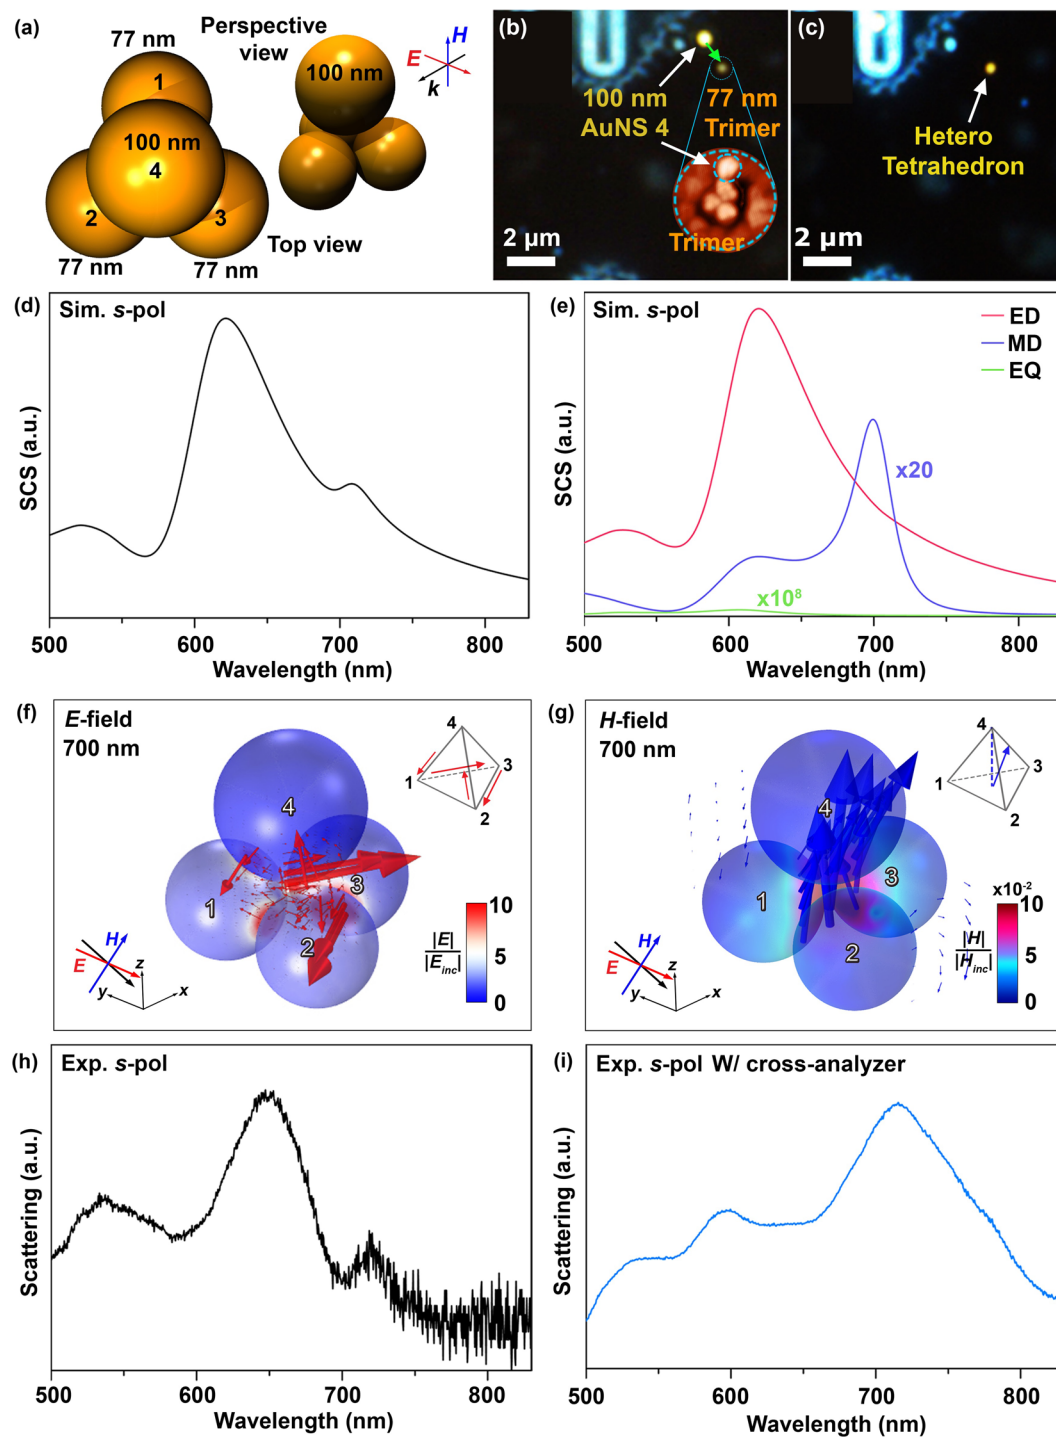 (a)
Perspective
view
77 nm
1
100 nm
4
2
3
77 nm
77 nm
Top view
100 nm
H
E
k
(b)
100 nm
AuNS 4
77 nm
Trimer
Trimer
2 μm
(c)
Hetero
Tetrahedron
2 μm
(d)
Sim. s-pol
SCS (a.u.)
500 600 700 800
Wavelength (nm)
(e)
Sim. s-pol
ED
MD
EQ
x20
x10⁸
SCS (a.u.)
500 600 700 800
Wavelength (nm)
(f)
E-field
700 nm
4
1
3
2
4
3
1
2
H
E
z
y
x
10
5
0
|E|
|Einc|
(g)
H-field
700 nm
4
1
3
2
4
3
1
2
H
E
z
y
x
x10⁻²
10
5
0
|H|
|Hinc|
(h)
Exp. s-pol
Scattering (a.u.)
500 600 700 800
Wavelength (nm)
(i)
Exp. s-pol W/ cross-analyzer
Scattering (a.u.)
500 600 700 800
Wavelength (nm)